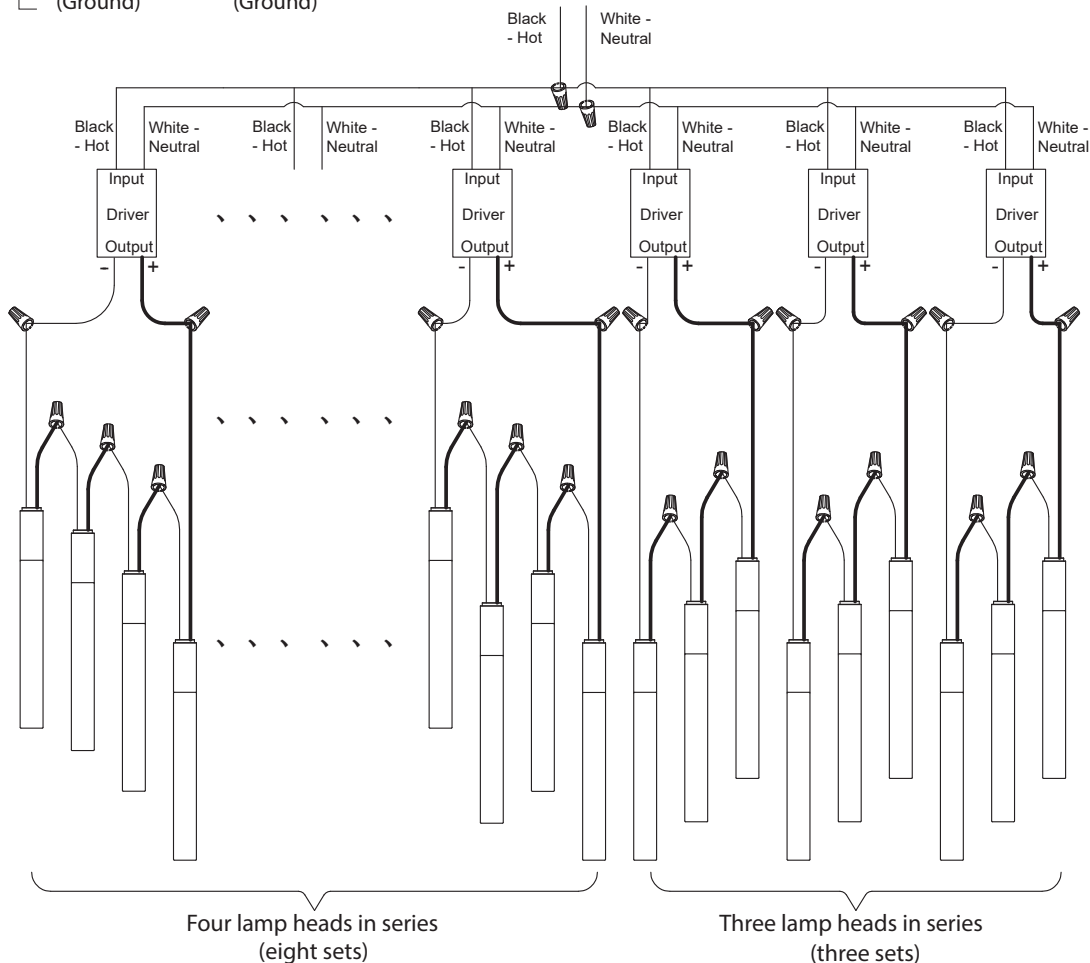 (Ground) (Ground)
Black
- Hot
White -
Neutral
Black
- Hot
White -
Neutral
Black
- Hot
White -
Neutral
Black
- Hot
White -
Neutral
Black
- Hot
White -
Neutral
Black
- Hot
White -
Neutral
Black
- Hot
White -
Neutral
Input
Driver
Output
- +
Input
Driver
Output
- +
Input
Driver
Output
- +
Input
Driver
Output
- +
Input
Driver
Output
- +
Four lamp heads in series
(eight sets)
Three lamp heads in series
(three sets)